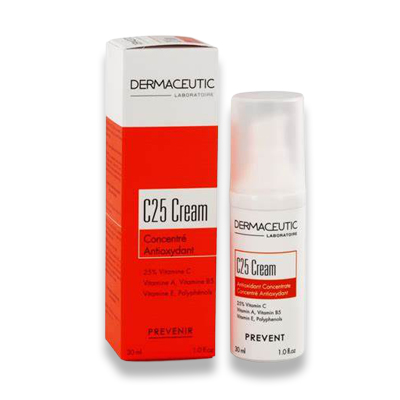 DERMACEUTIC
LABORATOIRE
C25 Cream
Concentré
Antioxydant
25% Vitamine C
Vitamine A, Vitamine B5
Vitamine E, Polyphénols
PREVENIR
30 ml 1.0 fl.oz
DERMACEUTIC
LABORATOIRE
C25 Cream
Antioxidant Concentrate
Concentré Antioxydant
25% Vitamin C
Vitamin A, Vitamin B5
Vitamin E, Polyphenols
PREVENT
30 ml 1.0 fl.oz